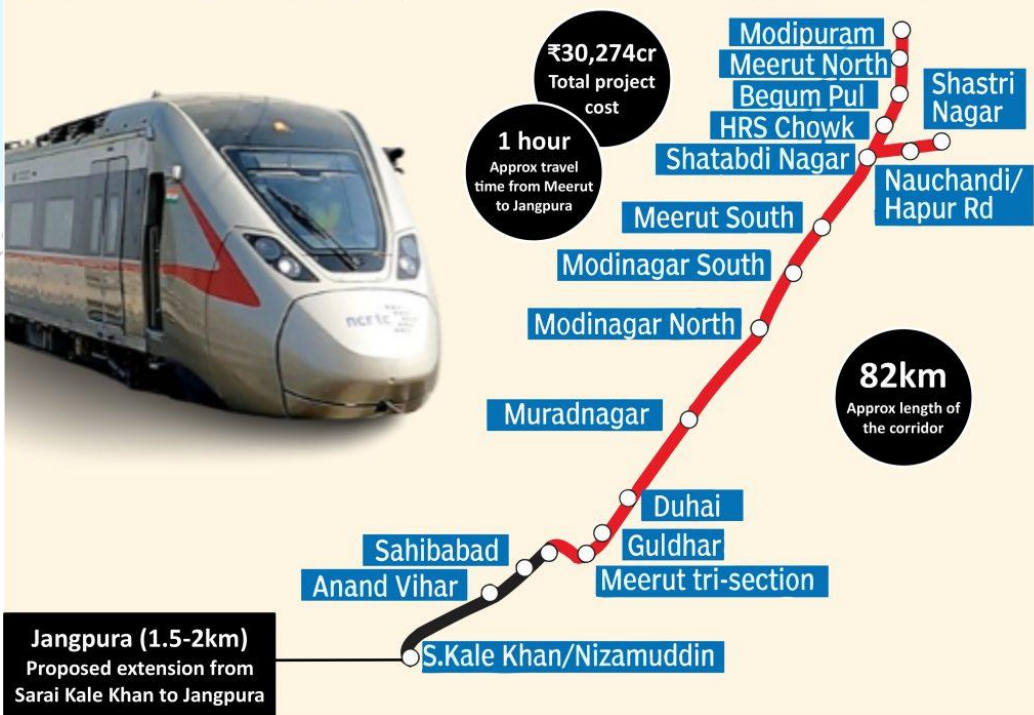 ₹30,274cr
Total project
cost
1 hour
Approx travel
time from Meerut
to Jangpura
Modipuram
Meerut North
Begum Pul
HRS Chowk
Shatabdi Nagar
Shastri
Nagar
Nauchandi/
Hapur Rd
Meerut South
Modinagar South
Modinagar North
82km
Approx length of
the corridor
Muradnagar
Duhai
Guldhar
Meerut tri-section
Sahibabad
Anand Vihar
S.Kale Khan/Nizamuddin
Jangpura (1.5-2km)
Proposed extension from
Sarai Kale Khan to Jangpura
ncrtc